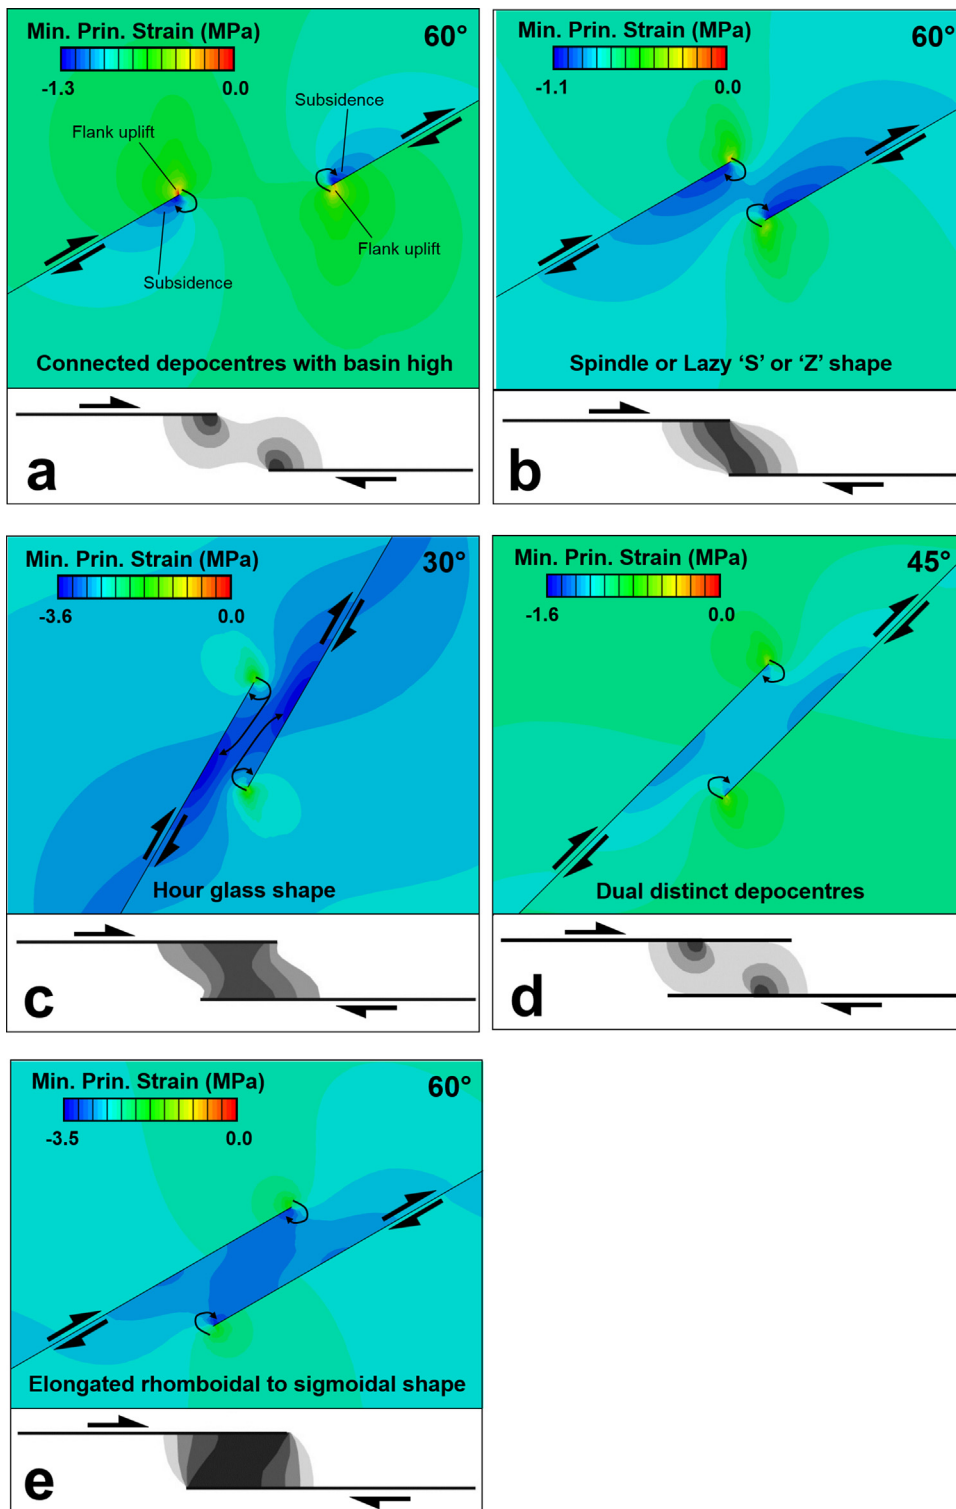 Min. Prin. Strain (MPa)
60°
-1.3
0.0
Subsidence
Flank uplift
Flank uplift
Subsidence
Connected depocentres with basin high
a
Min. Prin. Strain (MPa)
60°
-1.1
0.0
Spindle or Lazy ‘S’ or ‘Z’ shape
b
Min. Prin. Strain (MPa)
30°
-3.6
0.0
Hour glass shape
c
Min. Prin. Strain (MPa)
45°
-1.6
0.0
Dual distinct depocentres
d
Min. Prin. Strain (MPa)
60°
-3.5
0.0
Elongated rhomboidal to sigmoidal shape
e